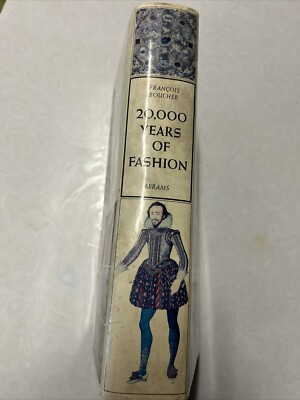 FRANÇOIS
BOUCHER
20,000
YEARS
OF
FASHION
ABRAMS